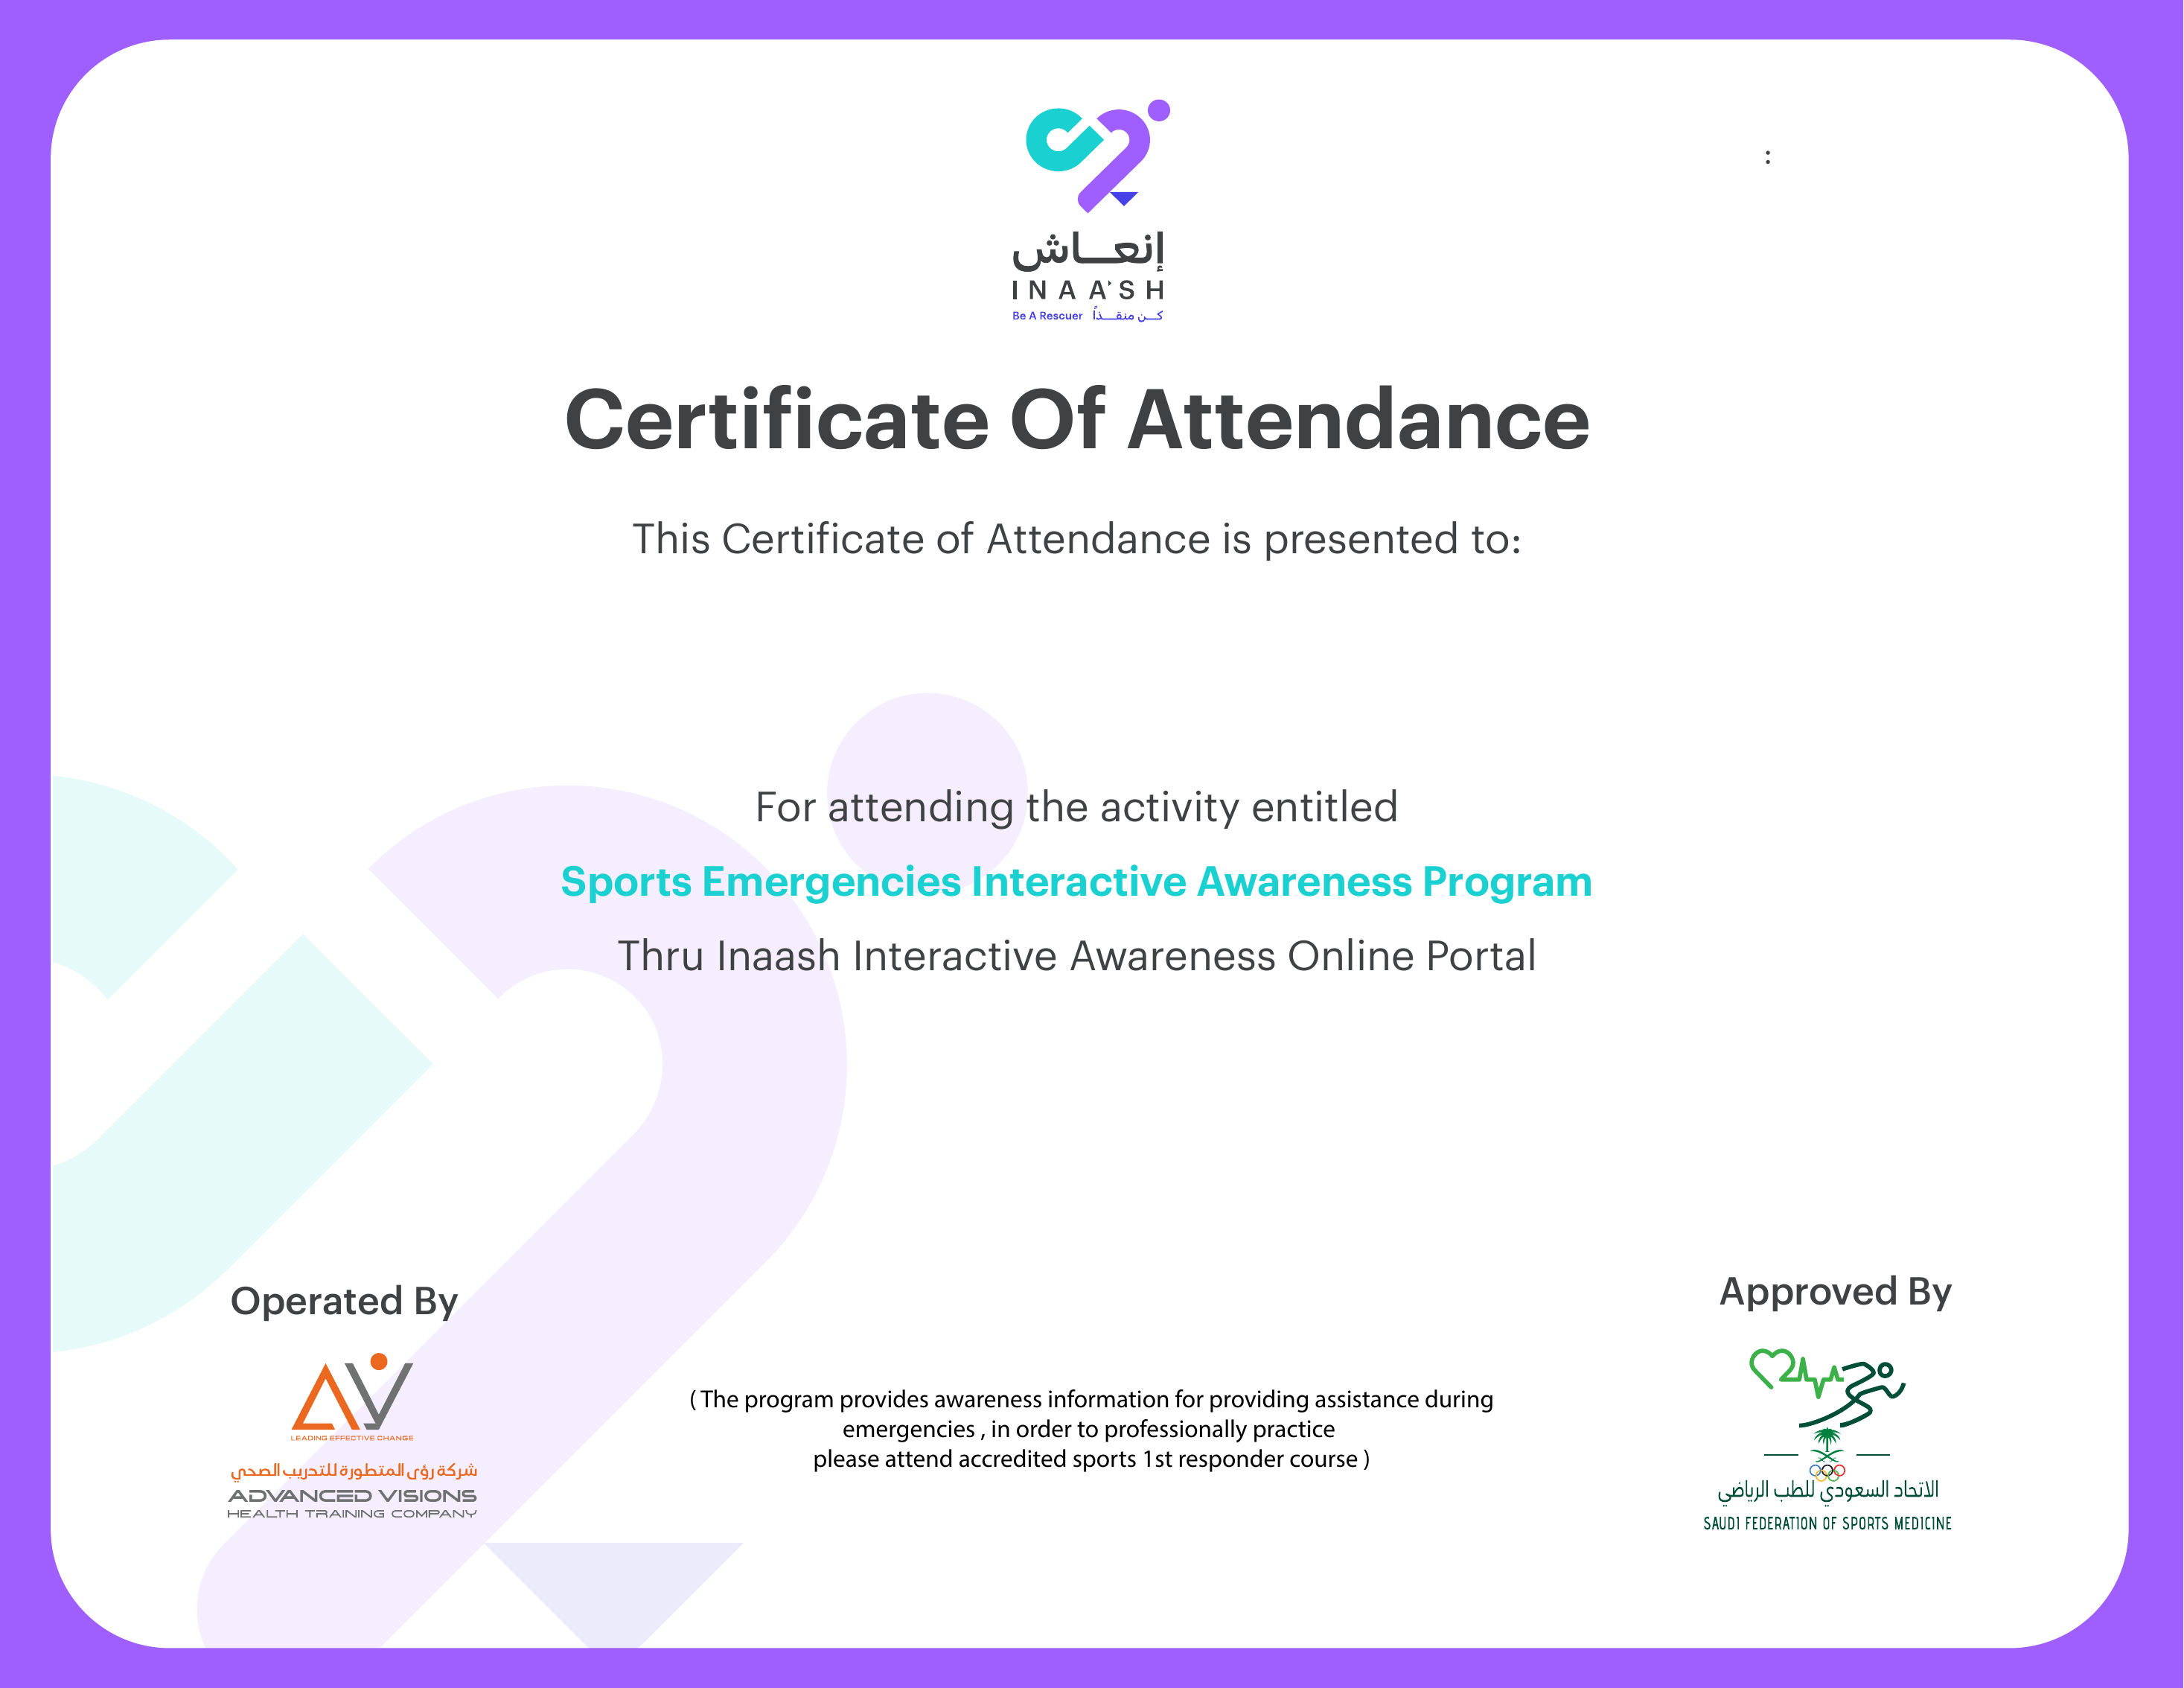 :
إنعـــاش
INAA'SH
Be A Rescuer كـــن منقـــــذاً
Certificate Of Attendance
This Certificate of Attendance is presented to:
For attending the activity entitled
Sports Emergencies Interactive Awareness Program
Thru Inaash Interactive Awareness Online Portal
Operated By
LEADING EFFECTIVE CHANGE
شركة رؤى المتطورة للتدريب الصحي
ADVANCED VISIONS
HEALTH TRAINING COMPANY
( The program provides awareness information for providing assistance during
emergencies , in order to professionally practice
please attend accredited sports 1st responder course )
Approved By
الاتحاد السعودي للطب الرياضي
SAUDI FEDERATION OF SPORTS MEDICINE